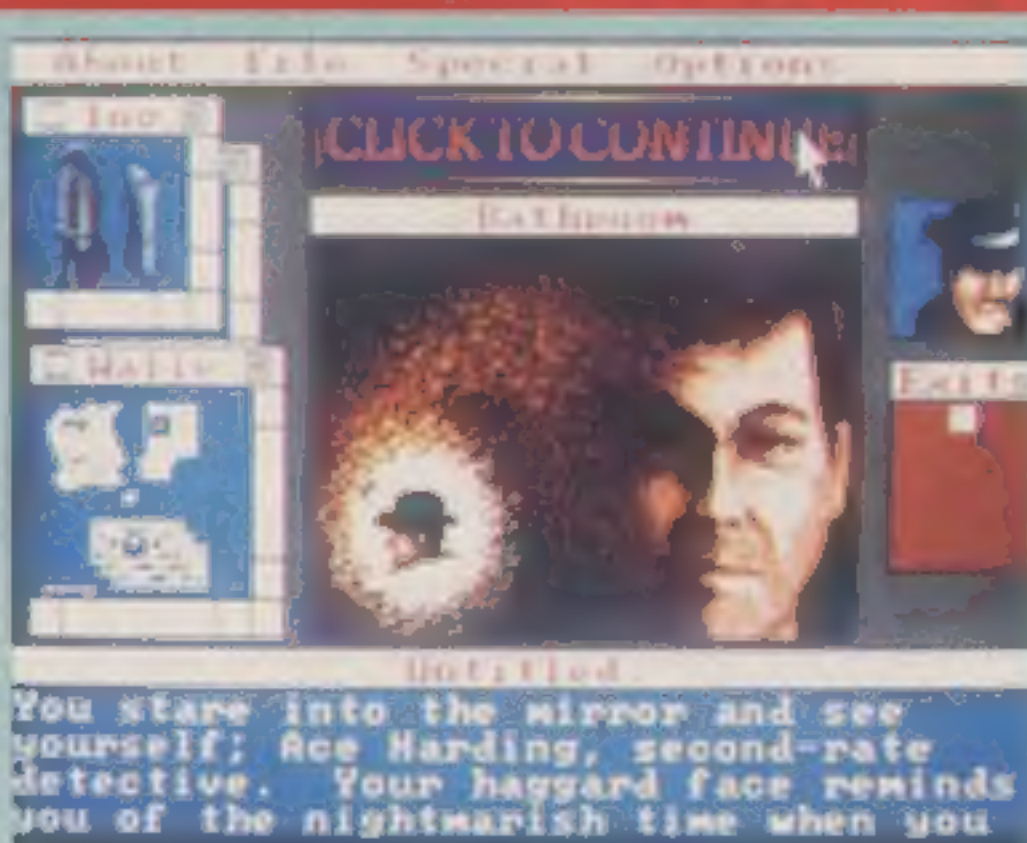 About File Special Options
Inv
CLICK TO CONTINUE
Bathroom
Exits
Untitled
You stare into the mirror and see
yourself; Ace Harding, second-rate
detective. Your haggard face reminds
you of the nightmarish time when you